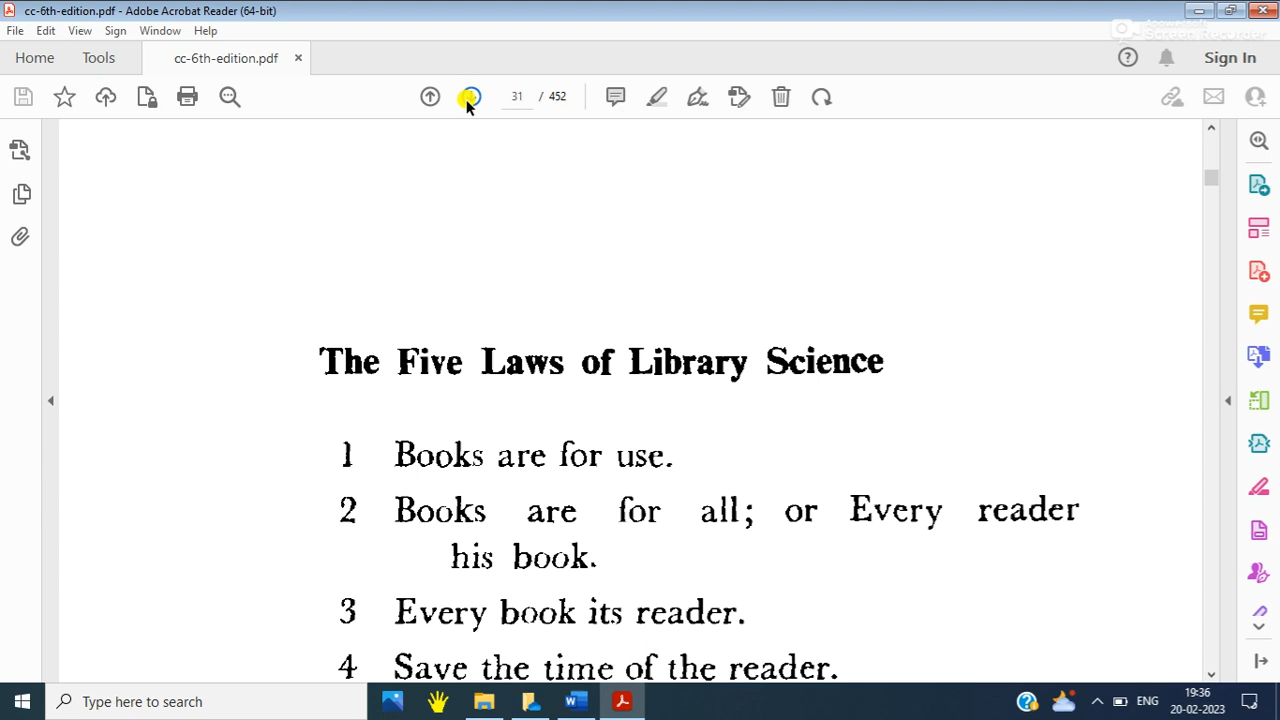 cc-6th-edition.pdf - Adobe Acrobat Reader (64-bit)
File Edit View Sign Window Help
Home Tools cc-6th-edition.pdf × Sign In
31 / 452
The Five Laws of Library Science
1 Books are for use.
2 Books are for all; or Every reader
his book.
3 Every book its reader.
4 Save the time of the reader.
Type here to search
ENG
19:36
20-02-2023